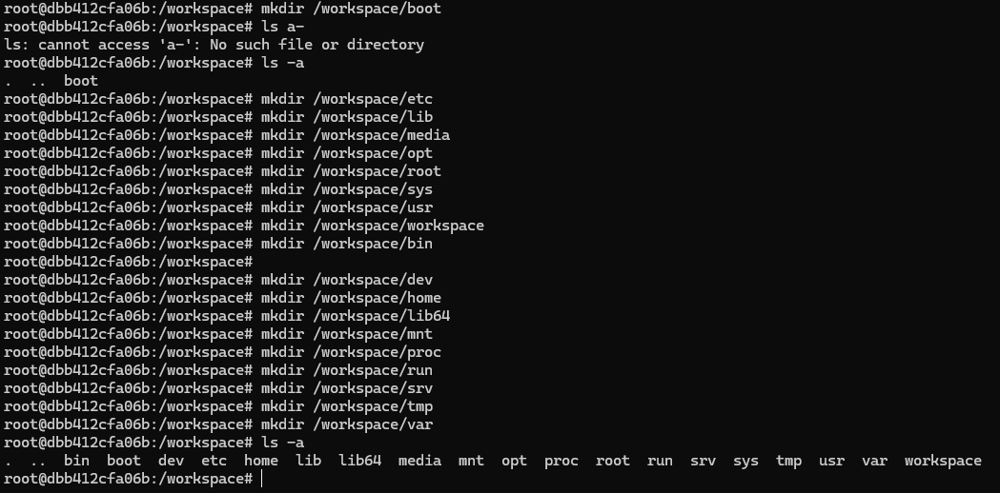 root@dbb412cfa06b:/workspace# mkdir /workspace/boot
root@dbb412cfa06b:/workspace# ls a-
ls: cannot access 'a-': No such file or directory
root@dbb412cfa06b:/workspace# ls -a
.  ..  boot
root@dbb412cfa06b:/workspace# mkdir /workspace/etc
root@dbb412cfa06b:/workspace# mkdir /workspace/lib
root@dbb412cfa06b:/workspace# mkdir /workspace/media
root@dbb412cfa06b:/workspace# mkdir /workspace/opt
root@dbb412cfa06b:/workspace# mkdir /workspace/root
root@dbb412cfa06b:/workspace# mkdir /workspace/sys
root@dbb412cfa06b:/workspace# mkdir /workspace/usr
root@dbb412cfa06b:/workspace# mkdir /workspace/workspace
root@dbb412cfa06b:/workspace# mkdir /workspace/bin
root@dbb412cfa06b:/workspace#
root@dbb412cfa06b:/workspace# mkdir /workspace/dev
root@dbb412cfa06b:/workspace# mkdir /workspace/home
root@dbb412cfa06b:/workspace# mkdir /workspace/lib64
root@dbb412cfa06b:/workspace# mkdir /workspace/mnt
root@dbb412cfa06b:/workspace# mkdir /workspace/proc
root@dbb412cfa06b:/workspace# mkdir /workspace/run
root@dbb412cfa06b:/workspace# mkdir /workspace/srv
root@dbb412cfa06b:/workspace# mkdir /workspace/tmp
root@dbb412cfa06b:/workspace# mkdir /workspace/var
root@dbb412cfa06b:/workspace# ls -a
.  ..  bin  boot  dev  etc  home  lib  lib64  media  mnt  opt  proc  root  run  srv  sys  tmp  usr  var  workspace
root@dbb412cfa06b:/workspace#